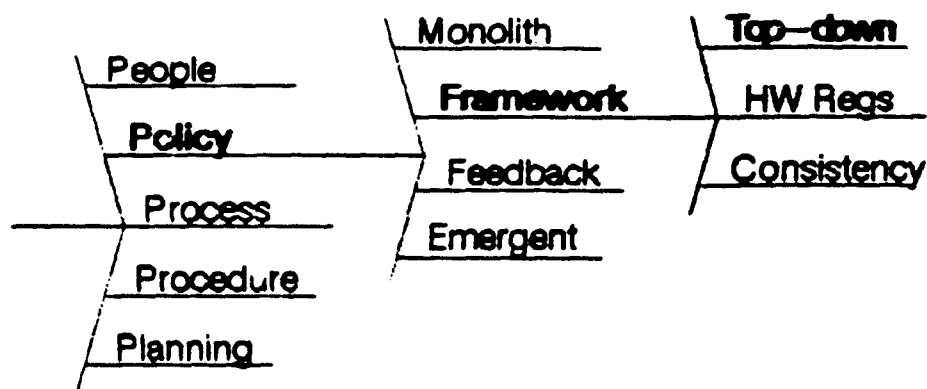 People
Policy
Process
Procedure
Planning
Monolith
Framework
Feedback
Emergent
Top-down
HW Regs
Consistency